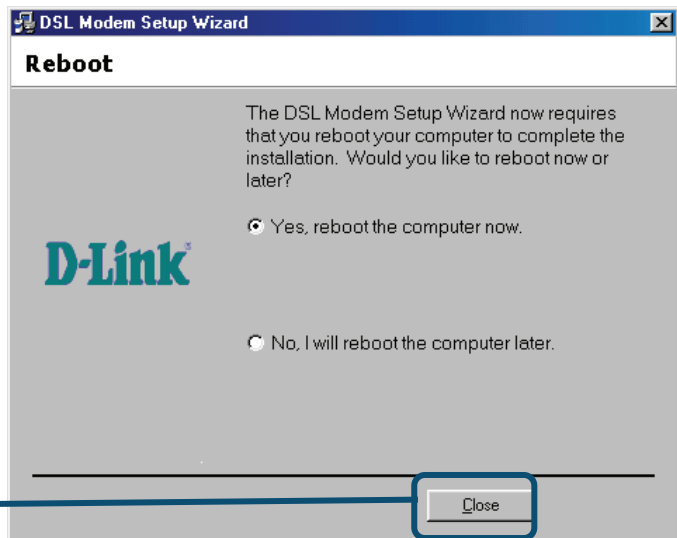 DSL Modem Setup Wizard
Reboot
The DSL Modem Setup Wizard now requires
that you reboot your computer to complete the
installation. Would you like to reboot now or
later?
Yes, reboot the computer now.
D-Link®
No, I will reboot the computer later.
Close